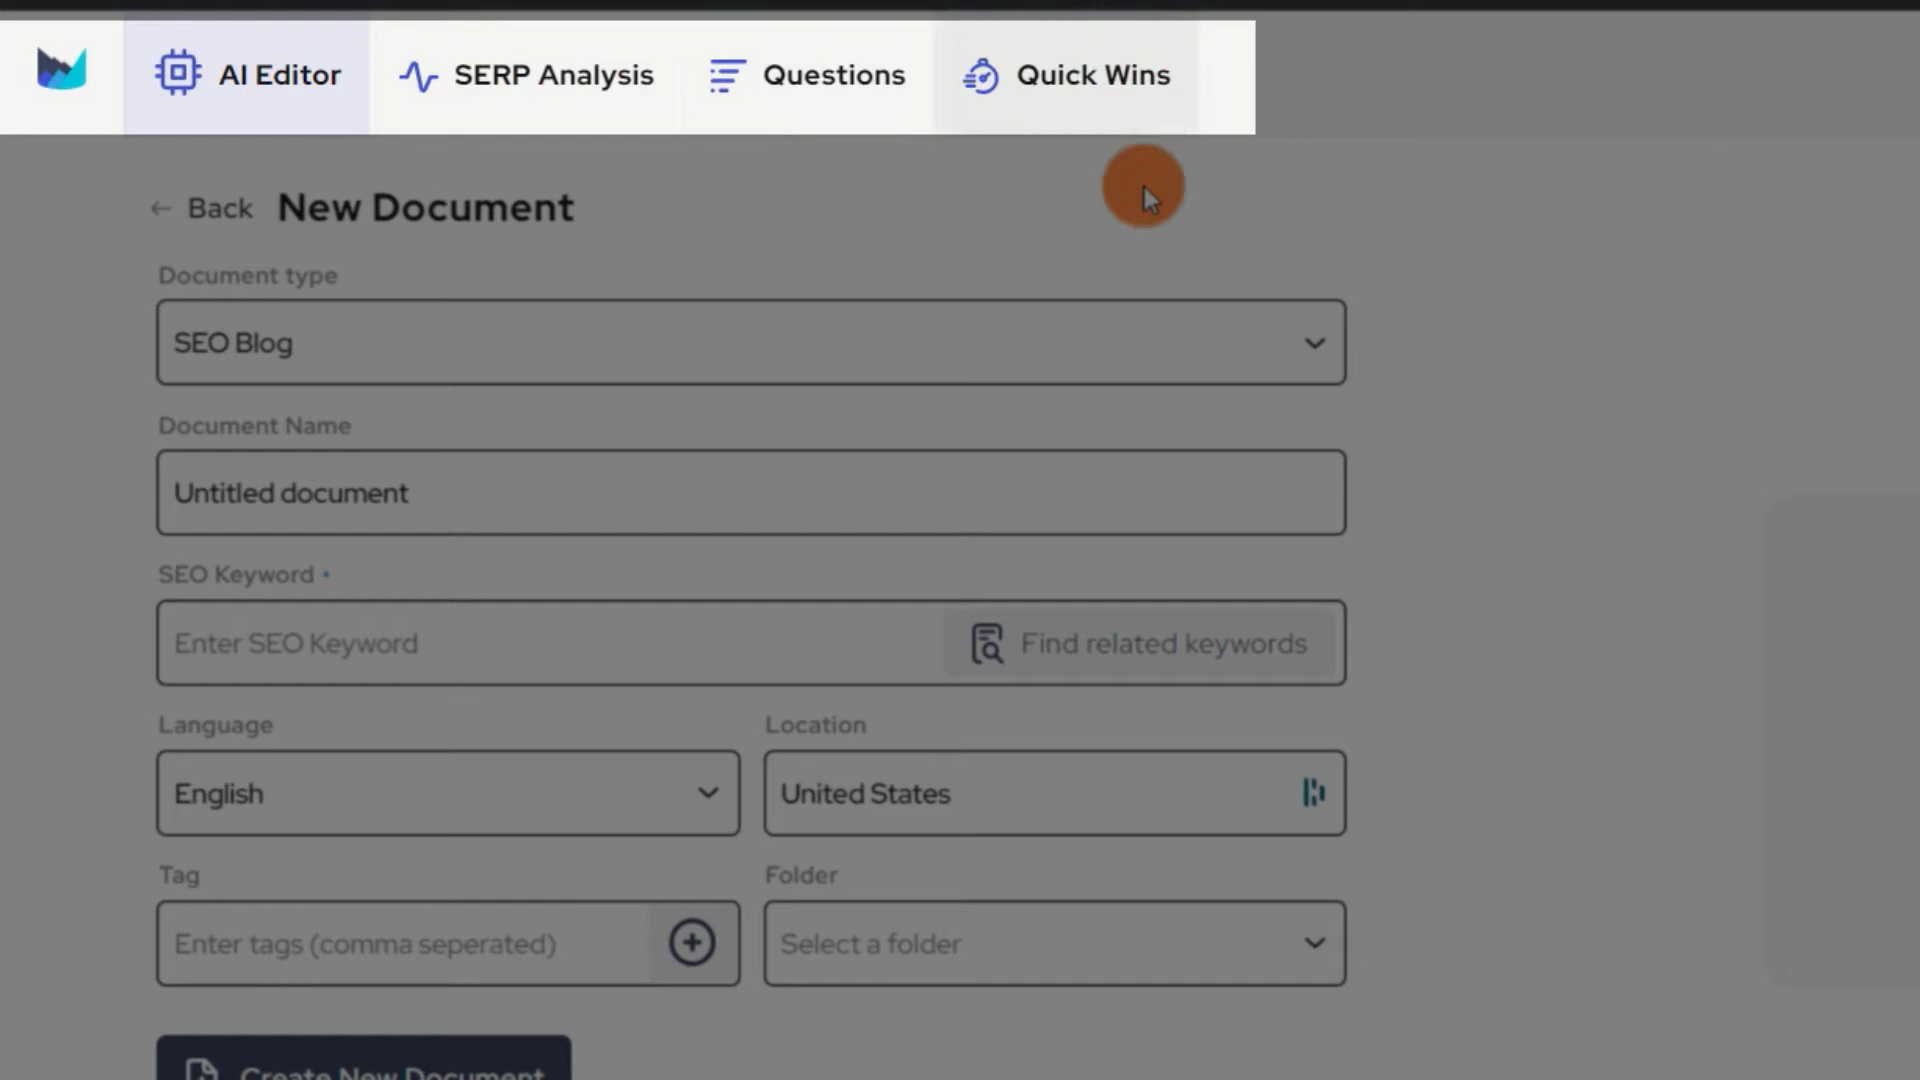 AI Editor SERP Analysis Questions Quick Wins
← Back New Document
Document type
SEO Blog
Document Name
Untitled document
SEO Keyword •
Enter SEO Keyword Find related keywords
Language Location
English United States
Tag Folder
Enter tags (comma seperated) Select a folder
Create New Document